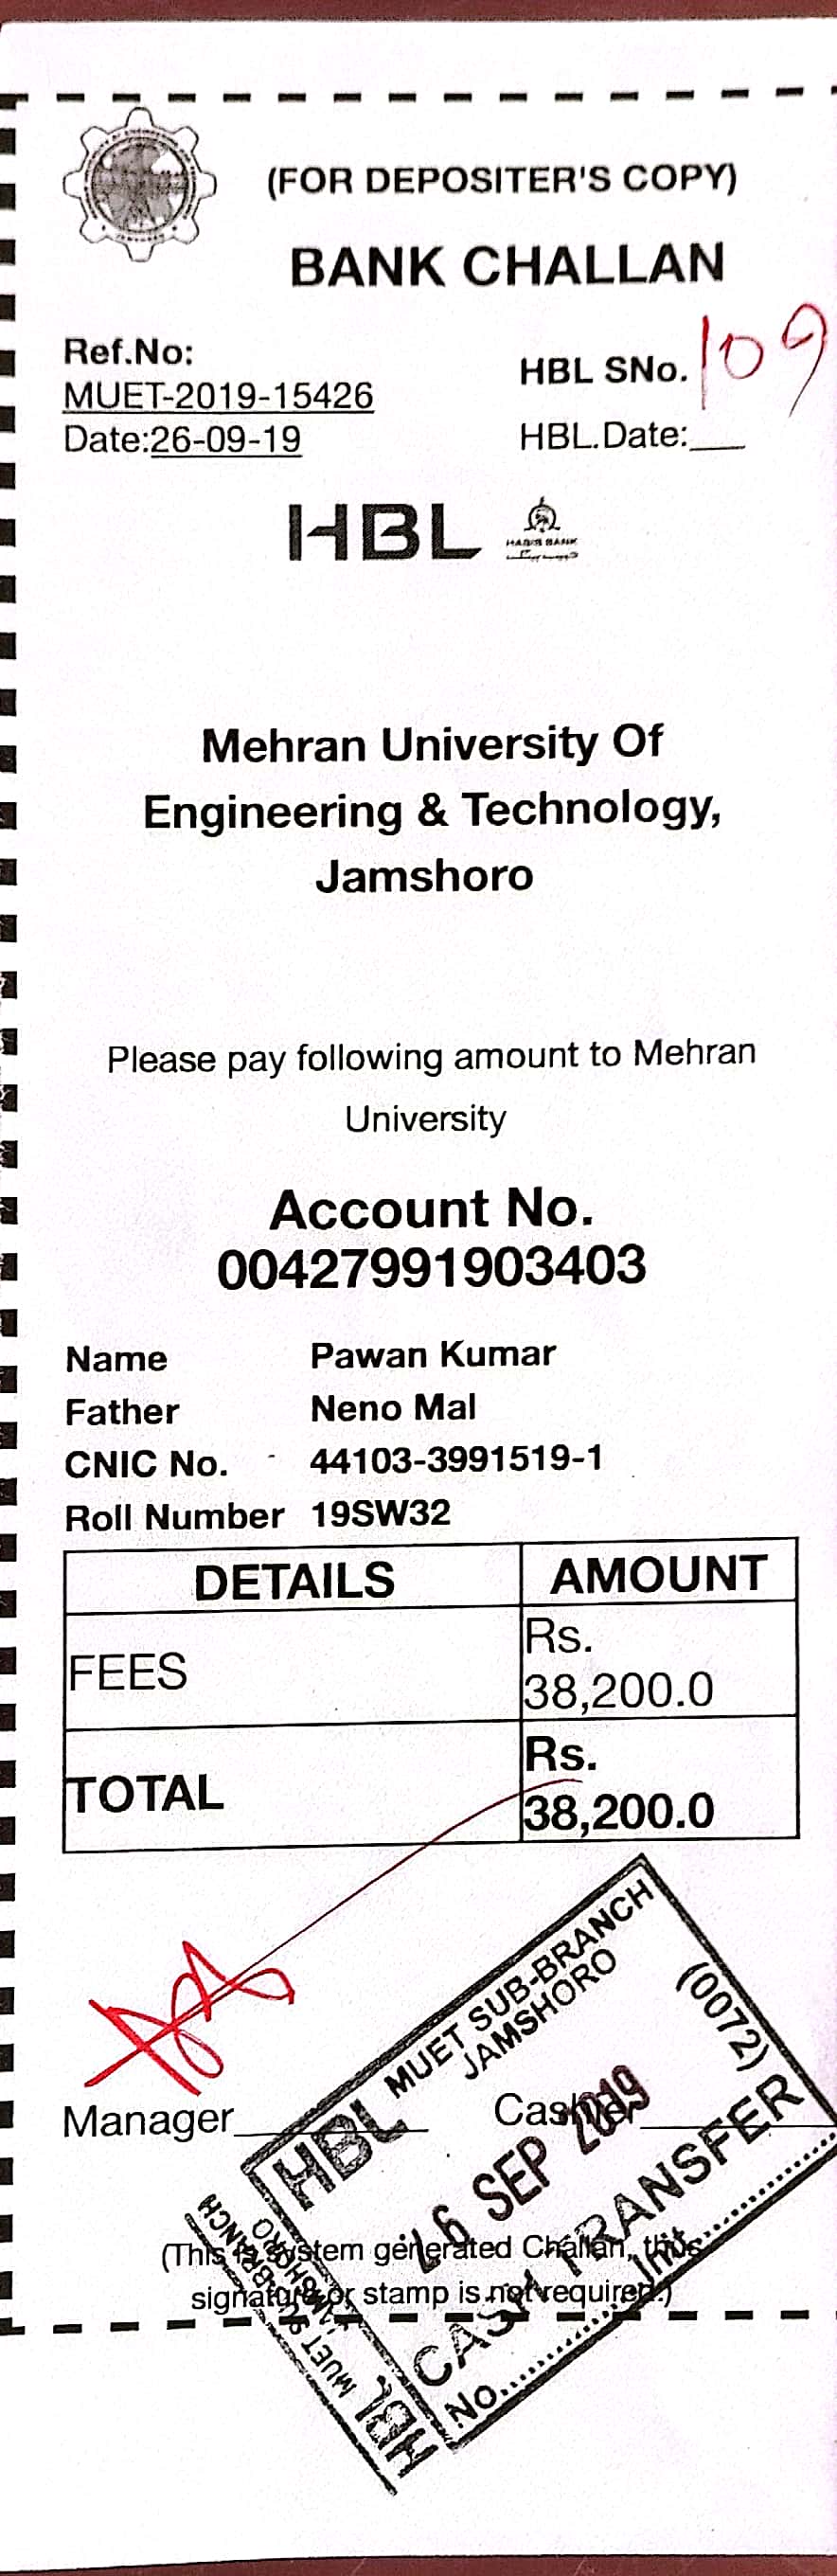 (FOR DEPOSITER'S COPY)
BANK CHALLAN
Ref.No:
MUET-2019-15426
Date:26-09-19
HBL SNo. 109
HBL.Date:___
HBL
HABIB BANK
Mehran University Of
Engineering & Technology,
Jamshoro
Please pay following amount to Mehran
University
Account No.
00427991903403
Name Pawan Kumar
Father Neno Mal
CNIC No. 44103-3991519-1
Roll Number 19SW32
DETAILS AMOUNT
FEES Rs.
38,200.0
TOTAL Rs.
38,200.0
Manager
Cashier
HBL MUET SUB-BRANCH
JAMSHORO
(0072)
26 SEP 2019
CASH TRANSFER
No.............Int.............
(This is system generated Challan, thus
signature or stamp is not required.)
HBL MUET SUB-BRANCH
JAMSHORO